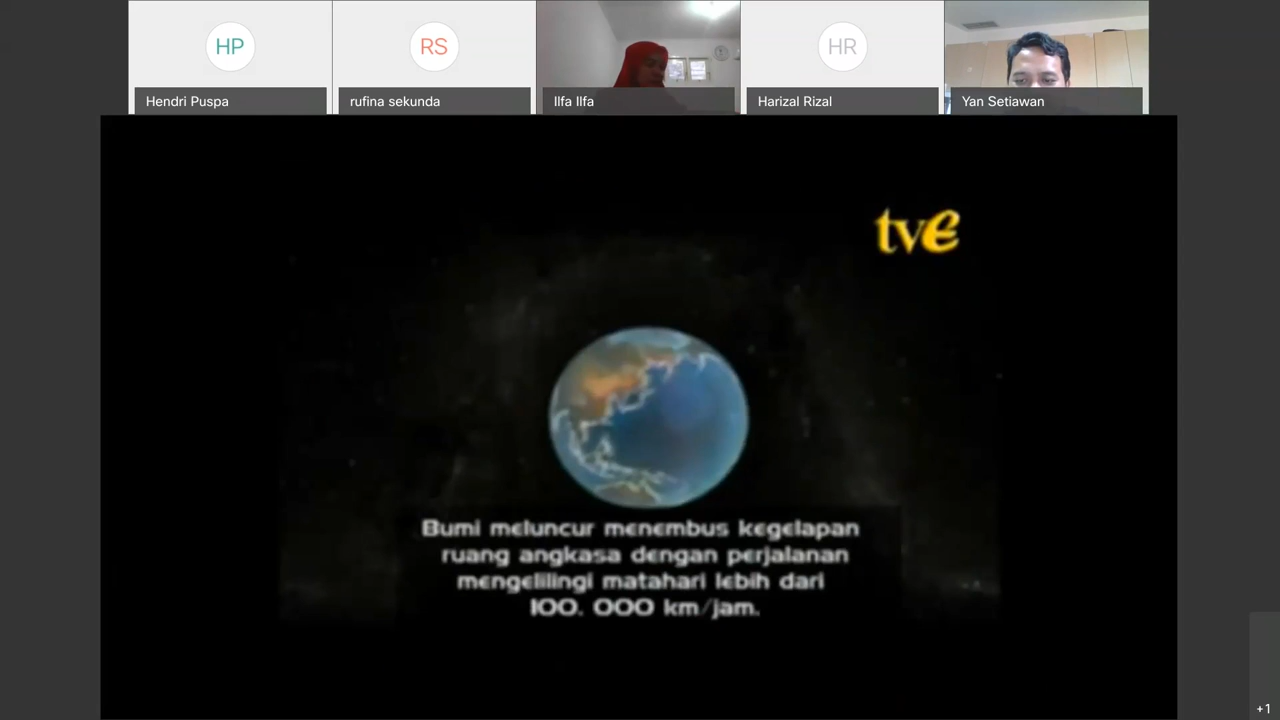 HP
RS
HR
Hendri Puspa
rufina sekunda
Ilfa Ilfa
Harizal Rizal
Yan Setiawan
tve
Bumi meluncur menembus kegelapan
ruang angkasa dengan perjalanan
mengelilingi matahari lebih dari
100. 000 km/jam.
+1